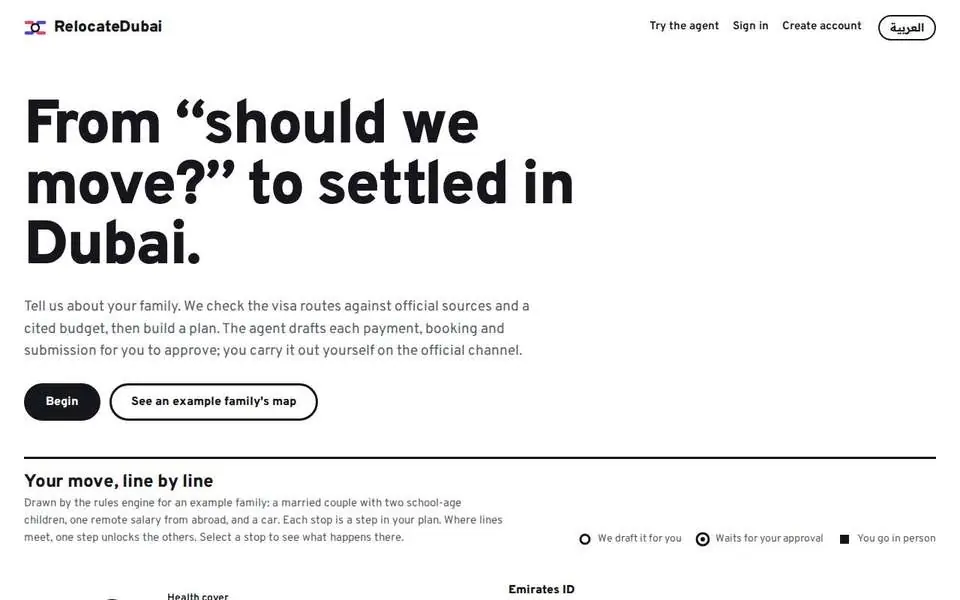 RelocateDubai
Try the agent
Sign in
Create account
العربية
From “should we
move?” to settled in
Dubai.
Tell us about your family. We check the visa routes against official sources and a
cited budget, then build a plan. The agent drafts each payment, booking and
submission for you to approve; you carry it out yourself on the official channel.
Begin
See an example family's map
Your move, line by line
Drawn by the rules engine for an example family: a married couple with two school-age
children, one remote salary from abroad, and a car. Each stop is a step in your plan. Where lines
meet, one step unlocks the others. Select a stop to see what happens there.
We draft it for you
Waits for your approval
You go in person
Emirates ID
Health cover